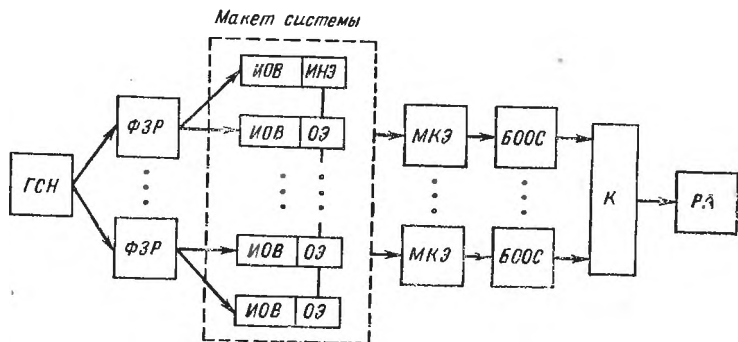 Макет системы
ИОВ ИНЭ
ФЗР
ИОВ ОЭ
МКЭ БООС
ГСН
К
РА
ФЗР
ИОВ ОЭ
МКЭ БООС
ИОВ ОЭ